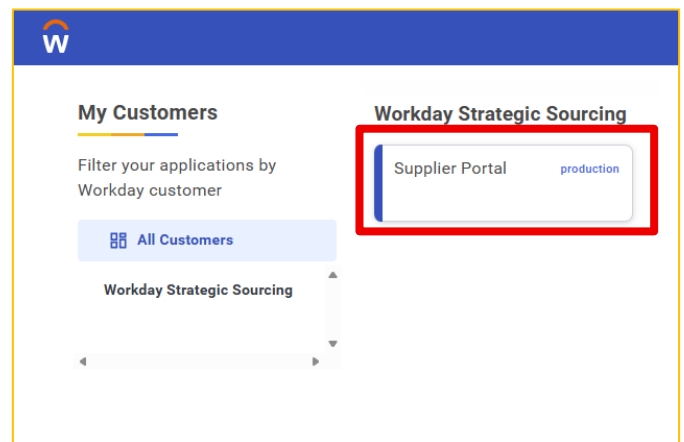 W
My Customers
Filter your applications by
Workday customer
All Customers
Workday Strategic Sourcing
Workday Strategic Sourcing
Supplier Portal production